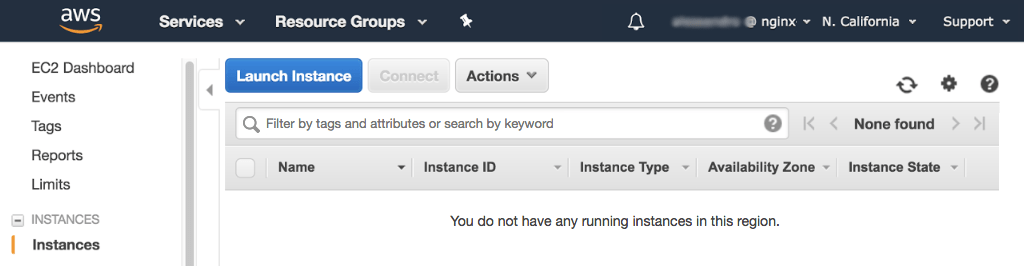 aws Services Resource Groups @ nginx N. California Support
EC2 Dashboard
Events
Tags
Reports
Limits
INSTANCES
Instances
Launch Instance Connect Actions
Filter by tags and attributes or search by keyword ? None found
Name Instance ID Instance Type Availability Zone Instance State
You do not have any running instances in this region.